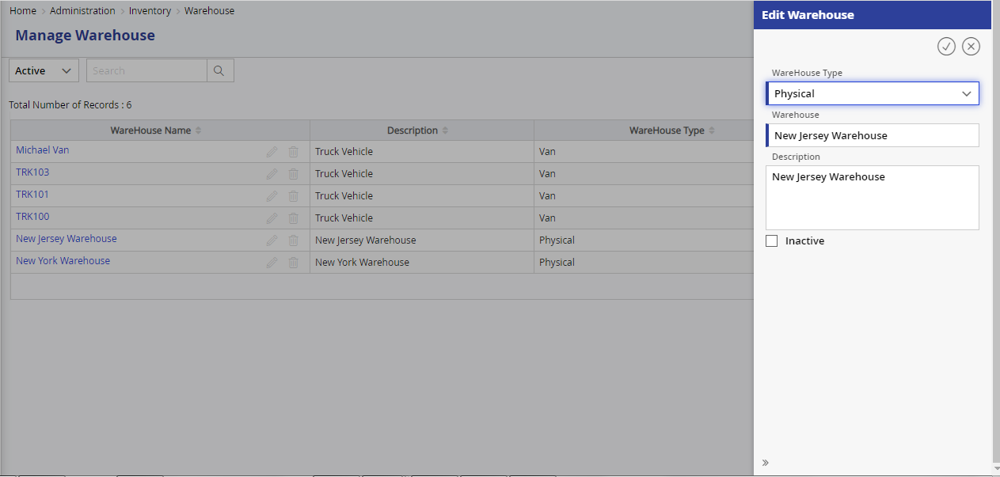 Home > Administration > Inventory > Warehouse
Manage Warehouse
Active
Search
Total Number of Records : 6
WareHouse Name Description WareHouse Type
Michael Van Truck Vehicle Van
TRK103 Truck Vehicle Van
TRK101 Truck Vehicle Van
TRK100 Truck Vehicle Van
New Jersey Warehouse New Jersey Warehouse Physical
New York Warehouse New York Warehouse Physical
Edit Warehouse
WareHouse Type
Physical
Warehouse
New Jersey Warehouse
Description
New Jersey Warehouse
Inactive